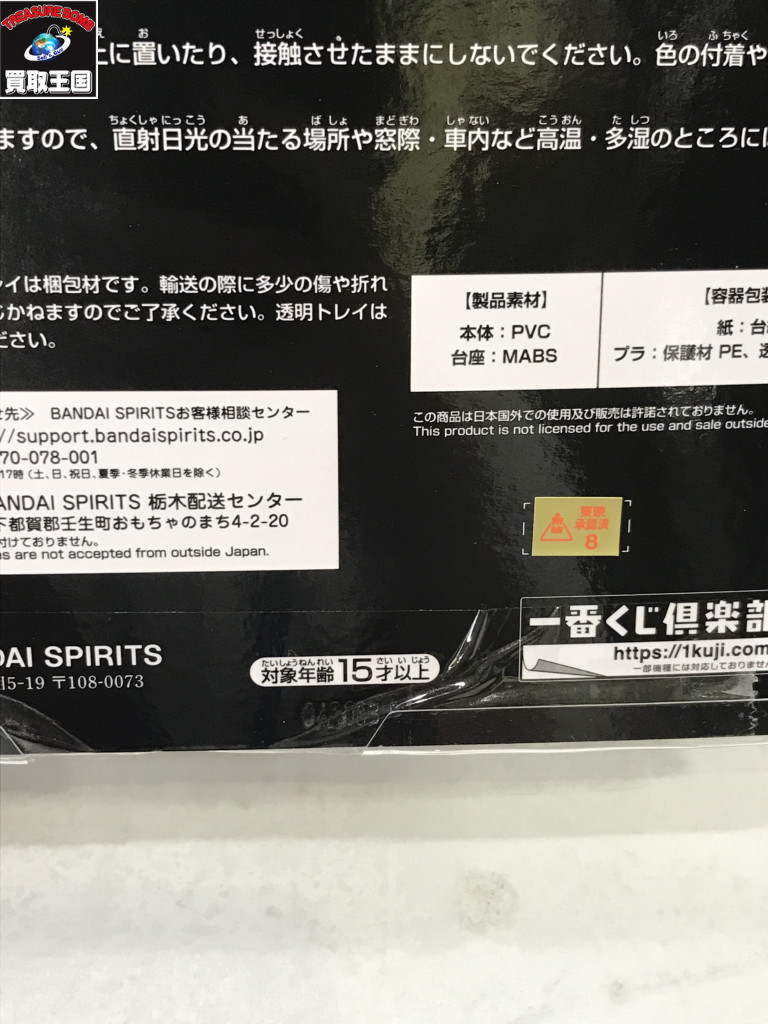 TREASURE BOMB
買取王国
に置いたり、接触させたままにしないでください。色の付着や
ますので、直射日光の当たる場所や窓際・車内など高温・多湿のところに
イは梱包材です。輸送の際に多少の傷や折れ
かねますのでご了承ください。透明トレイは
ださい。
【製品素材】
本体：PVC
台座：MABS
【容器包装
紙：台
プラ：保護材 PE、透
この商品は日本国外での使用及び販売は許諾されておりません。
This product is not licensed for the use and sale outside
せ先≫ BANDAI SPIRITSお客様相談センター
//support.bandaispirits.co.jp
70-078-001
17時（土、日、祝日、夏季・冬季休業日を除く）
ANDAI SPIRITS 栃木配送センター
下都賀郡壬生町おもちゃのまち4-2-20
付けておりません。
es are not accepted from outside Japan.
東映
承認済
8
一番くじ倶楽部
https://1kuji.com
一部機種には対応しておりません
DAI SPIRITS
5-19 〒108-0073
対象年齢15才以上